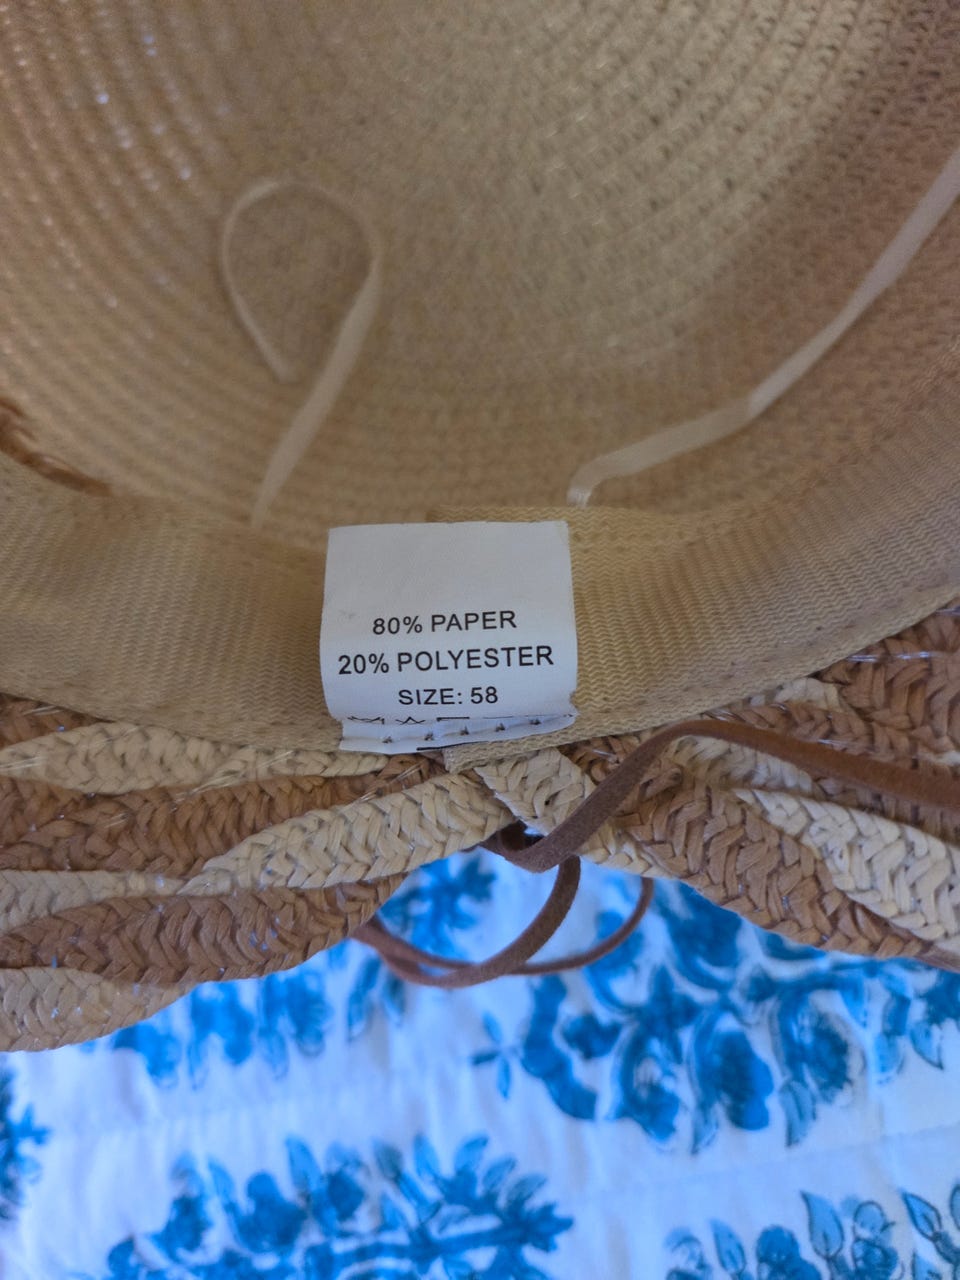 80% PAPER
20% POLYESTER
SIZE: 58